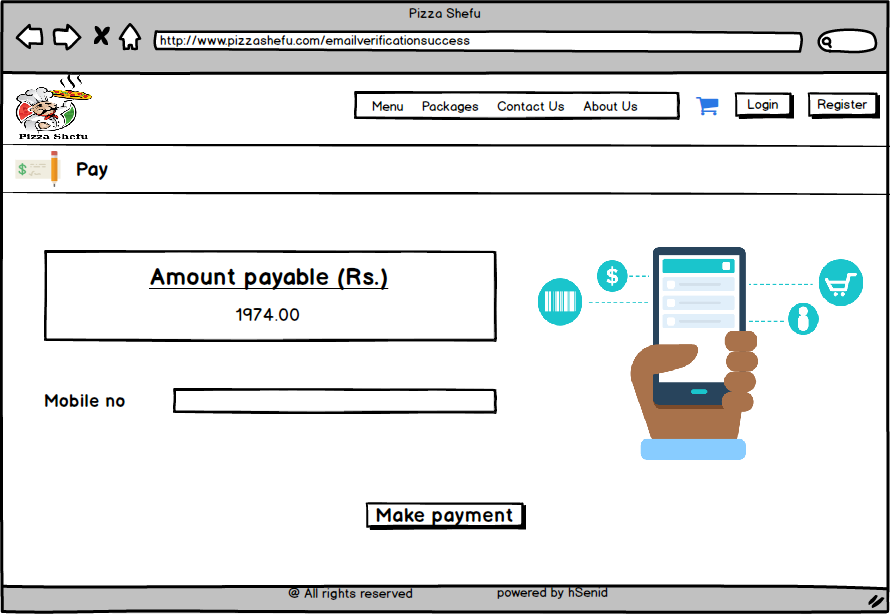 Pizza Shefu
http://www.pizzashefu.com/emailverificationsuccess
Pizza Shefu
Menu Packages Contact Us About Us
Login
Register
$
Pay
Amount payable (Rs.)
1974.00
$
Mobile no
Make payment
@ All rights reserved powered by hSenid